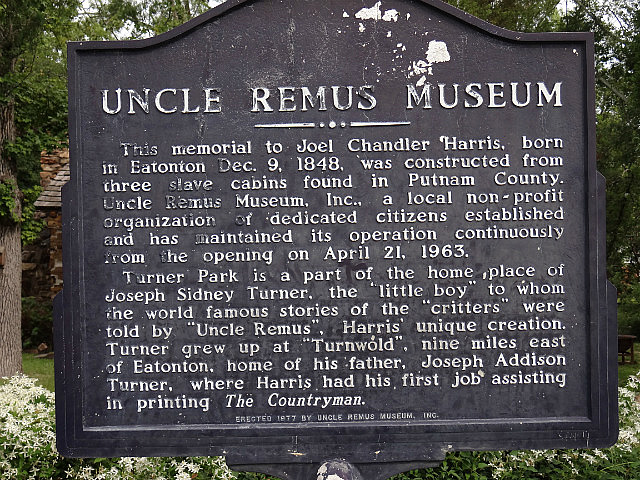 UNCLE REMUS MUSEUM
This memorial to Joel Chandler Harris, born
in Eatonton Dec. 9, 1848, was constructed from
three slave cabins found in Putnam County.
Uncle Remus Museum, Inc., a local non-profit
organization of dedicated citizens established
and has maintained its operation continuously
from the opening on April 21, 1963.
Turner Park is a part of the home place of
Joseph Sidney Turner, the "little boy" to whom
the world famous stories of the "critters" were
told by "Uncle Remus", Harris' unique creation.
Turner grew up at "Turnwold", nine miles east
of Eatonton, home of his father, Joseph Addison
Turner, where Harris had his first job assisting
in printing The Countryman.
ERECTED 1977 BY UNCLE REMUS MUSEUM, INC.